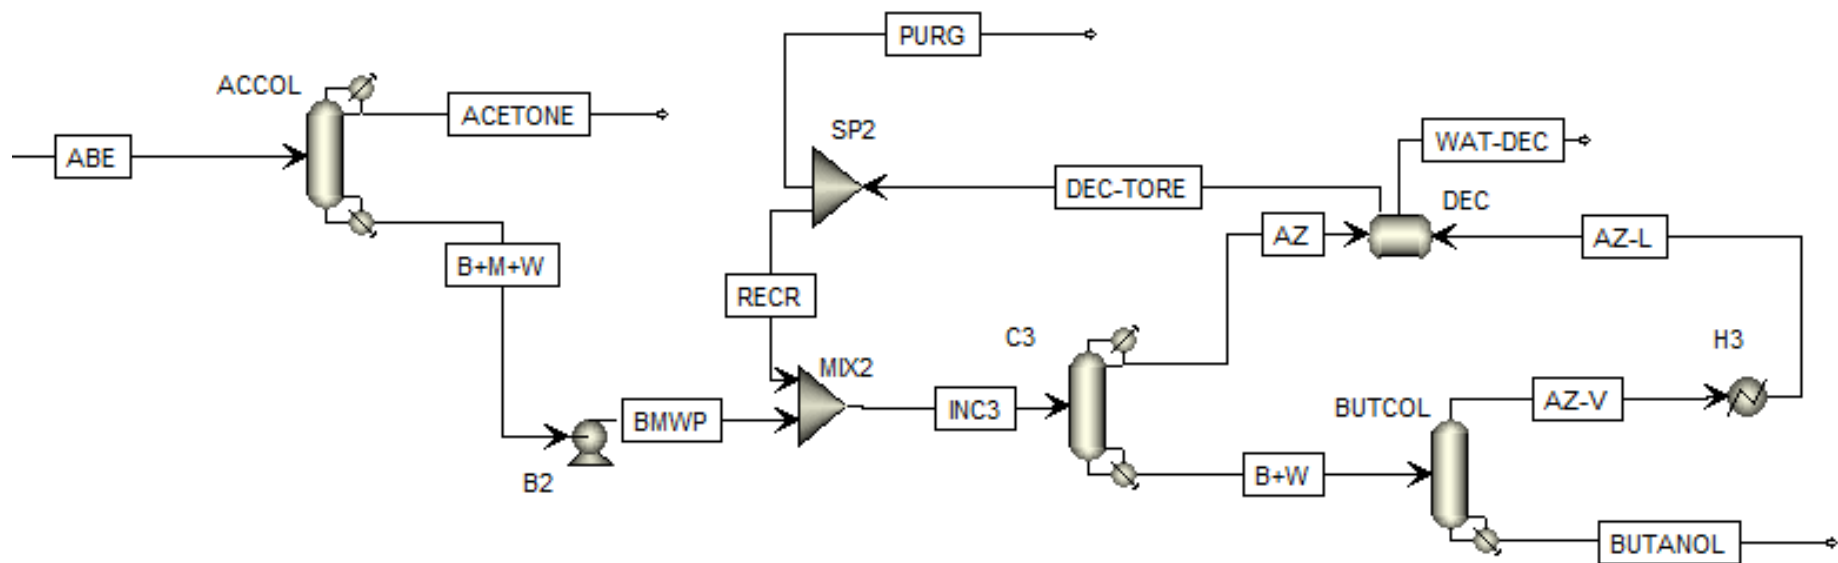 PURG
ACCOL
ACETONE
SP2
WAT-DEC
ABE
DEC-TORE
DEC
AZ
AZ-L
B+M+W
RECR
C3
H3
MIX2
BMWP
INC3
BUTCOL
AZ-V
B2
B+W
BUTANOL